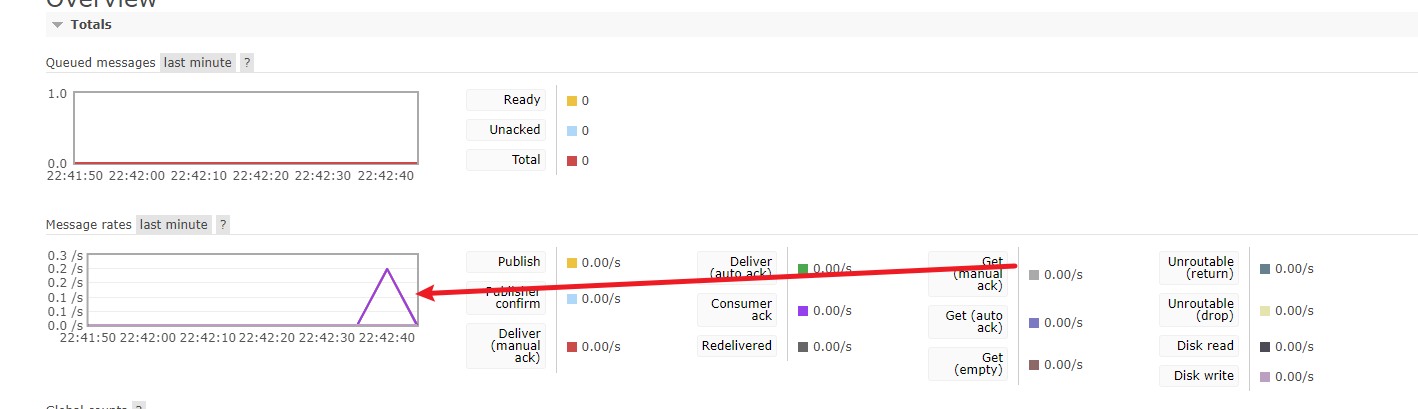 Overview
Totals
Queued messages last minute ?
1.0
0.0
22:41:50 22:42:00 22:42:10 22:42:20 22:42:30 22:42:40
Ready 0
Unacked 0
Total 0
Message rates last minute ?
0.3 /s
0.2 /s
0.2 /s
0.1 /s
0.1 /s
0.0 /s
22:41:50 22:42:00 22:42:10 22:42:20 22:42:30 22:42:40
Publish 0.00/s
Publisher
confirm 0.00/s
Deliver
(manual
ack) 0.00/s
Deliver
(auto ack) 0.00/s
Consumer
ack 0.00/s
Redelivered 0.00/s
Get
(manual
ack) 0.00/s
Get (auto
ack) 0.00/s
Get
(empty) 0.00/s
Unroutable
(return) 0.00/s
Unroutable
(drop) 0.00/s
Disk read 0.00/s
Disk write 0.00/s
Global counts ?